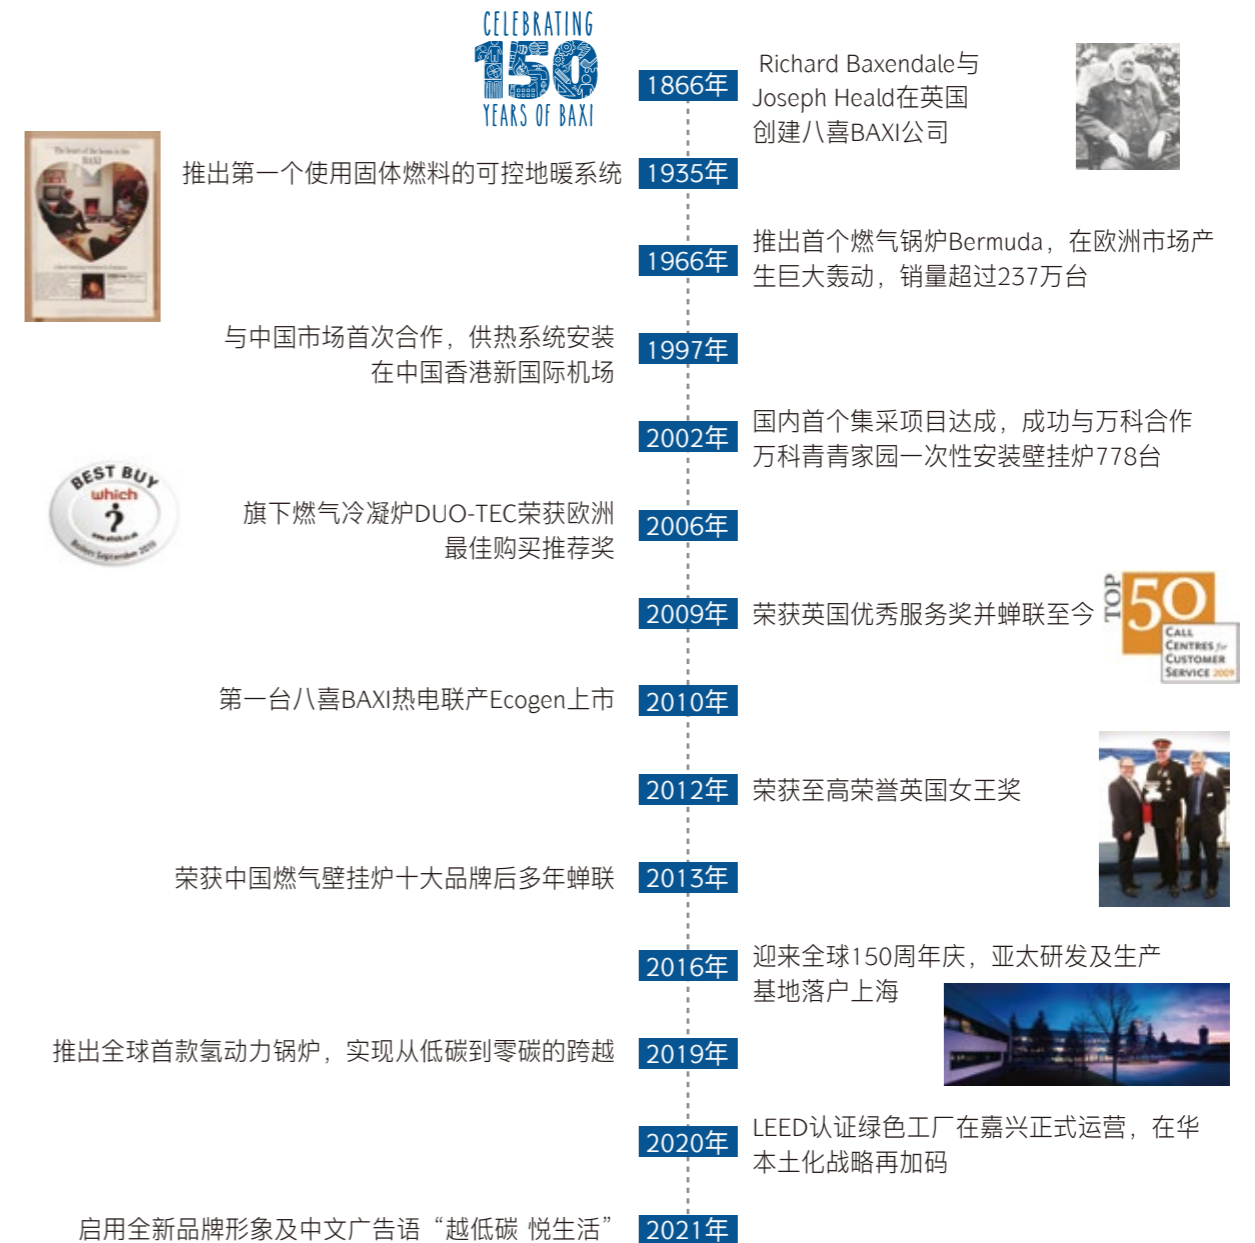 CELEBRATING
150
YEARS OF BAXI
1866年
Richard Baxendale与
Joseph Heald在英国
创建八喜BAXI公司
The heart of the home is the
BAXI
推出第一个使用固体燃料的可控地暖系统
1935年
1966年
推出首个燃气锅炉Bermuda，在欧洲市场产
生巨大轰动，销量超过237万台
与中国市场首次合作，供热系统安装
在中国香港新国际机场
1997年
2002年
国内首个集采项目达成，成功与万科合作
万科青青家园一次性安装壁挂炉778台
BEST BUY
which
?
www.which.co.uk
Boilers September 2010
旗下燃气冷凝炉DUO-TEC荣获欧洲
最佳购买推荐奖
2006年
2009年
荣获英国优秀服务奖并蝉联至今
TOP
50
CALL
CENTRES for
CUSTOMER
SERVICE 2009
第一台八喜BAXI热电联产Ecogen上市
2010年
2012年
荣获至高荣誉英国女王奖
荣获中国燃气壁挂炉十大品牌后多年蝉联
2013年
2016年
迎来全球150周年庆，亚太研发及生产
基地落户上海
推出全球首款氢动力锅炉，实现从低碳到零碳的跨越
2019年
2020年
LEED认证绿色工厂在嘉兴正式运营，在华
本土化战略再加码
启用全新品牌形象及中文广告语“越低碳 悦生活”
2021年